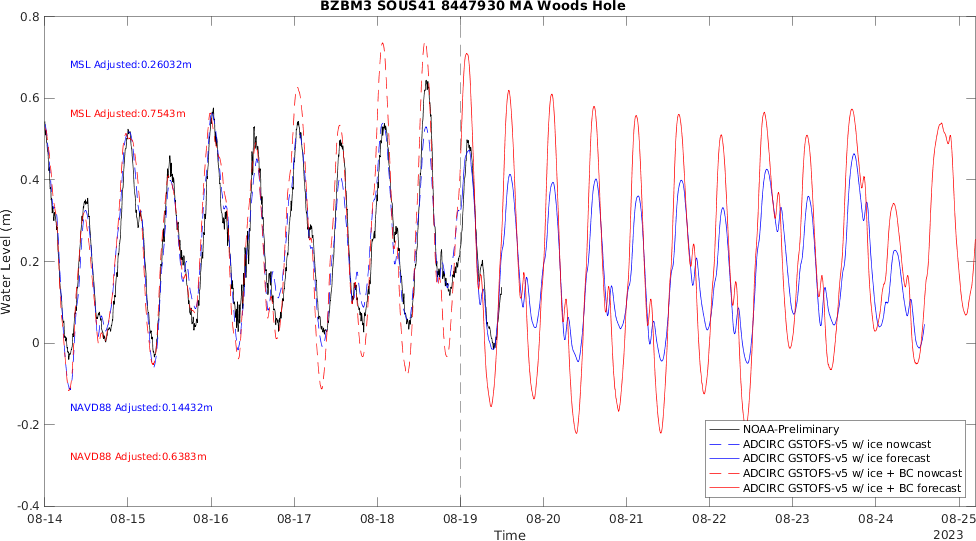 BZBM3 SOUS41 8447930 MA Woods Hole
MSL Adjusted:0.26032m
MSL Adjusted:0.7543m
NAVD88 Adjusted:0.14432m
NAVD88 Adjusted:0.6383m
Water Level (m)
0.8
0.6
0.4
0.2
0
-0.2
-0.4
NOAA-Preliminary
ADCIRC GSTOFS-v5 w/ ice nowcast
ADCIRC GSTOFS-v5 w/ ice forecast
ADCIRC GSTOFS-v5 w/ ice + BC nowcast
ADCIRC GSTOFS-v5 w/ ice + BC forecast
08-14 08-15 08-16 08-17 08-18 08-19 08-20 08-21 08-22 08-23 08-24 08-25
Time
2023